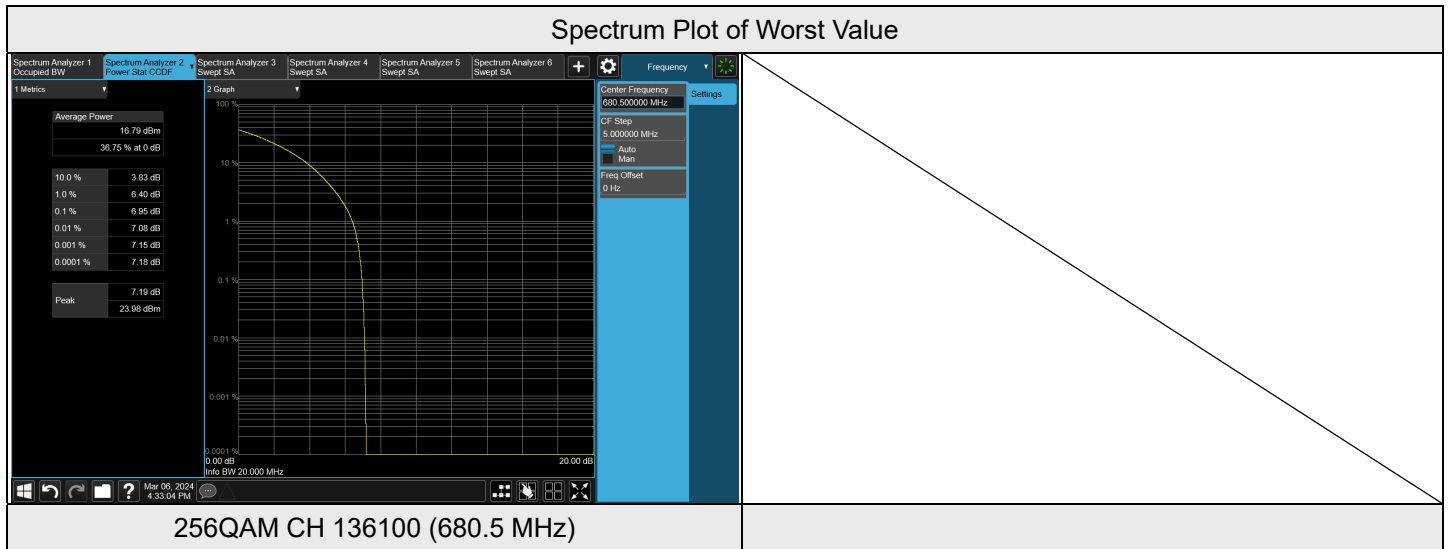 Spectrum Plot of Worst Value
Spectrum Analyzer 1
Occupied BW
Spectrum Analyzer 2
Power Stat CCDF
Spectrum Analyzer 3
Swept SA
Spectrum Analyzer 4
Swept SA
Spectrum Analyzer 5
Swept SA
Spectrum Analyzer 6
Swept SA
+
Frequency
1 Metrics
2 Graph
Average Power
16.79 dBm
36.75 % at 0 dB
10.0 % 3.83 dB
1.0 % 6.40 dB
0.1 % 6.95 dB
0.01 % 7.08 dB
0.001 % 7.15 dB
0.0001 % 7.18 dB
Peak 7.19 dB
23.98 dBm
100 %
10 %
1 %
0.1 %
0.01 %
0.001 %
0.0001 %
0.00 dB 20.00 dB
Info BW 20.000 MHz
Center Frequency
680.500000 MHz
Settings
CF Step
5.000000 MHz
Auto
Man
Freq Offset
0 Hz
?
Mar 06, 2024
4:33:04 PM
256QAM CH 136100 (680.5 MHz)